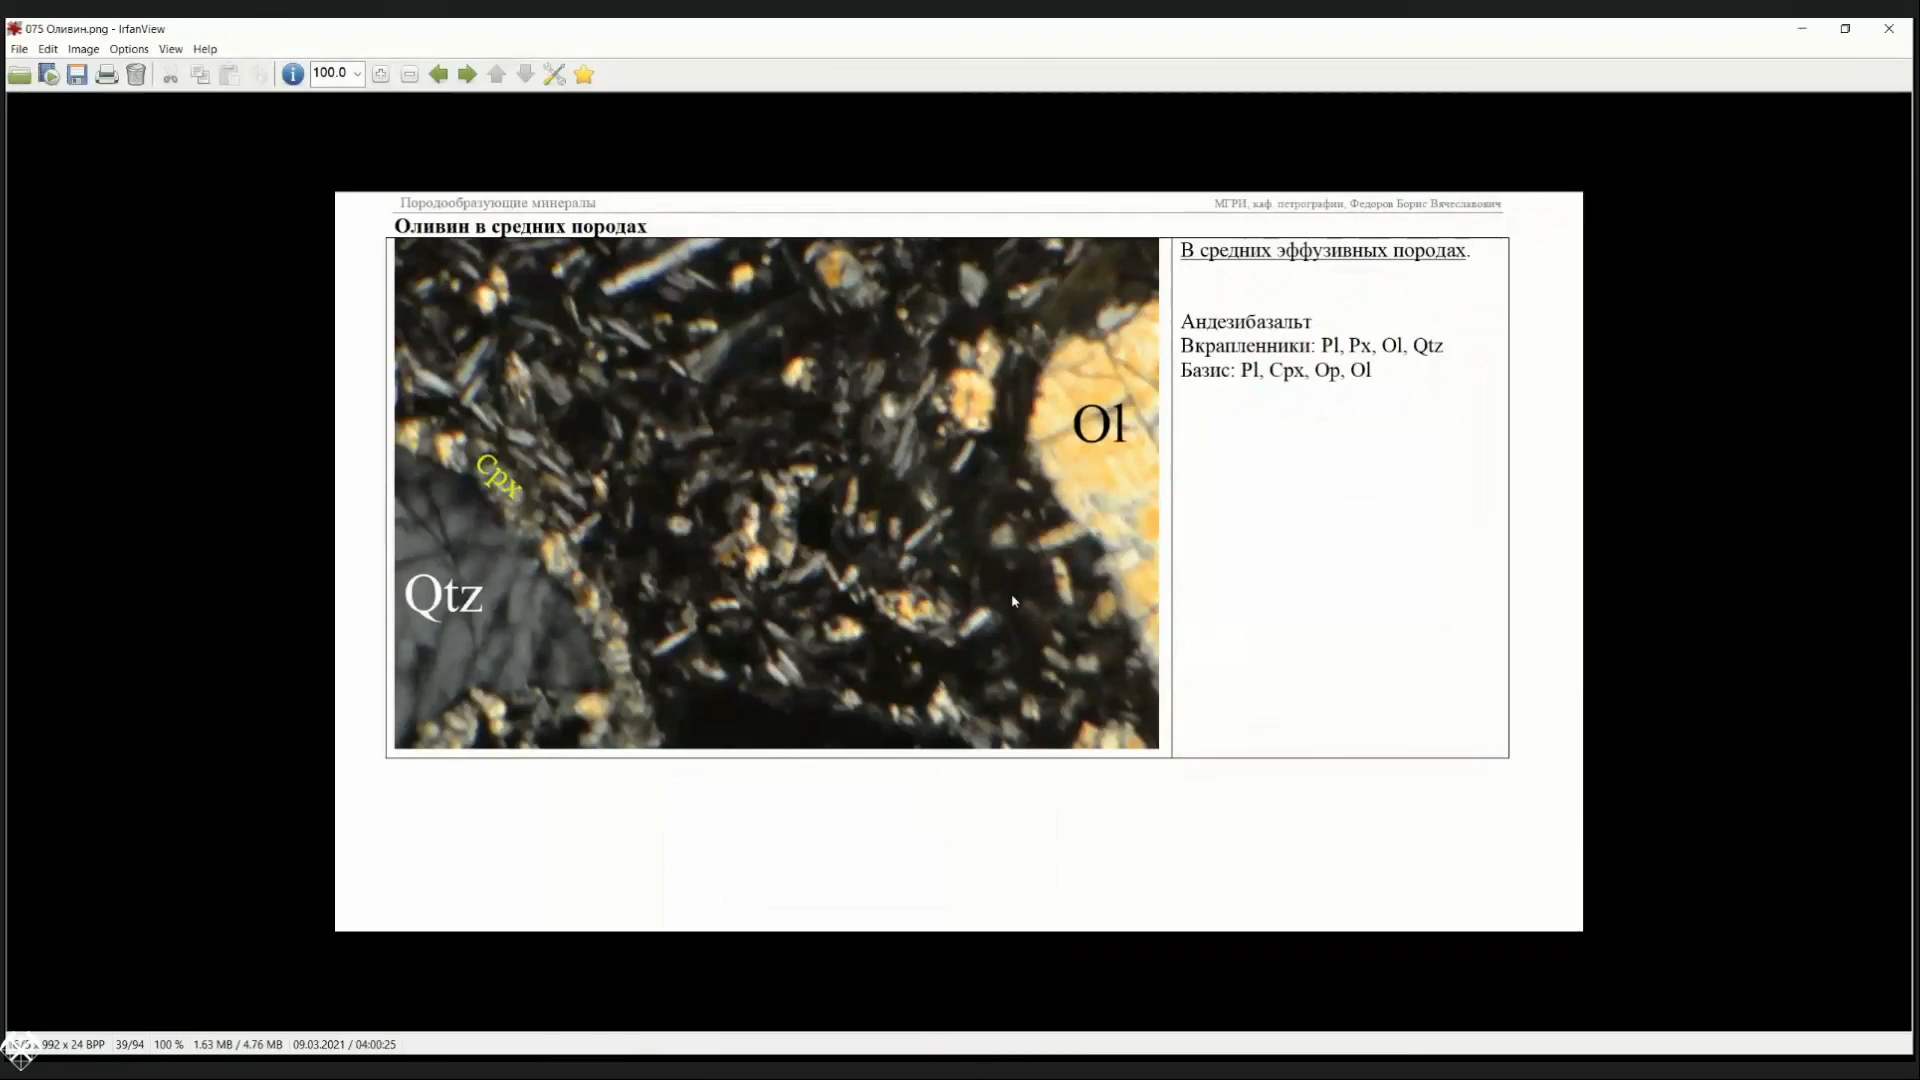 075 Оливин.png - IrfanView
File Edit Image Options View Help
100.0
Породообразующие минералы
МГРИ, каф. петрографии, Федоров Борис Вячеславович
Оливин в средних породах
В средних эффузивных породах.
Андезибазальт
Вкрапленники: Pl, Px, Ol, Qtz
Базис: Pl, Cpx, Op, Ol
Ol
Cpx
Qtz
x 992 x 24 BPP 39/94 100 % 1.63 MB / 4.76 MB 09.03.2021 / 04:00:25